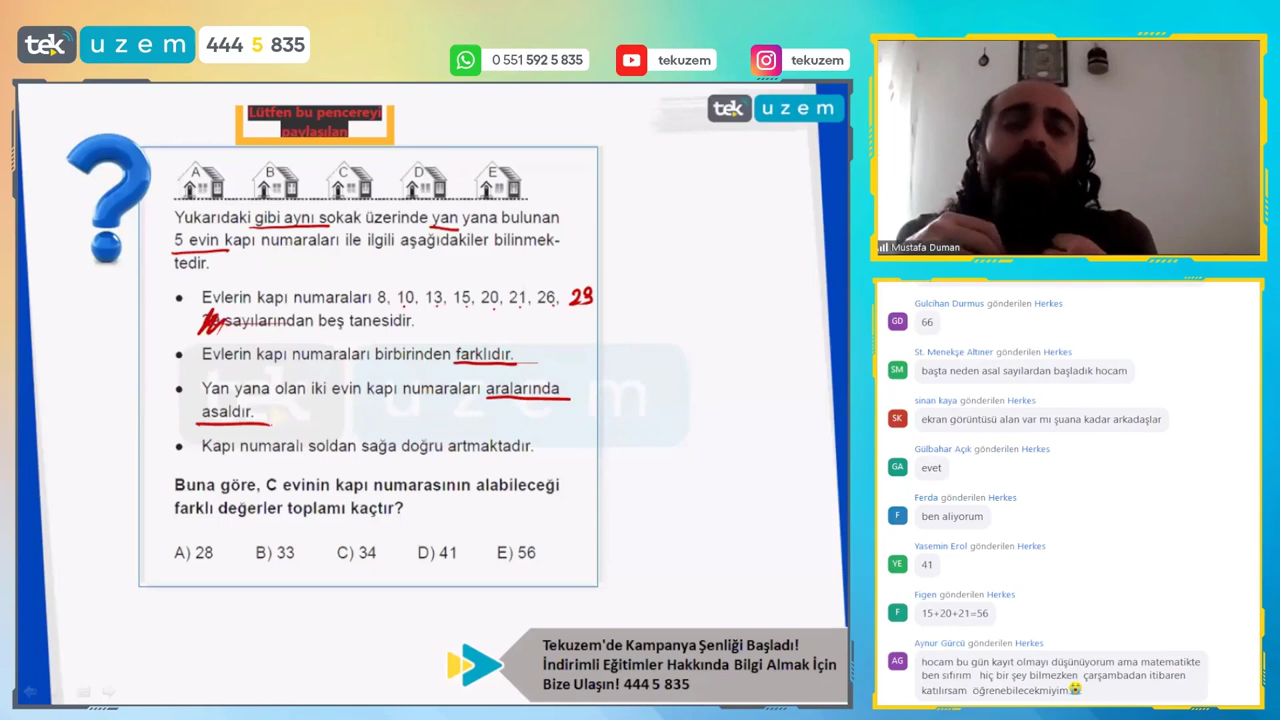 tek uzem 444 5 835
0 551 592 5 835
tekuzem
tekuzem
Lütfen bu pencereyi
paylaşılan
tek uzem
A B C D E
Yukarıdaki gibi aynı sokak üzerinde yan yana bulunan
5 evin kapı numaraları ile ilgili aşağıdakiler bilinmek-
tedir.
• Evlerin kapı numaraları 8, 10, 13, 15, 20, 21, 26, 29
sayılarından beş tanesidir.
• Evlerin kapı numaraları birbirinden farklıdır.
• Yan yana olan iki evin kapı numaraları aralarında
asaldır.
• Kapı numaralı soldan sağa doğru artmaktadır.
Buna göre, C evinin kapı numarasının alabileceği
farklı değerler toplamı kaçtır?
A) 28 B) 33 C) 34 D) 41 E) 56
Tekuzem'de Kampanya Şenliği Başladı!
İndirimli Eğitimler Hakkında Bilgi Almak İçin
Bize Ulaşın! 444 5 835
Mustafa Duman
Gulcihan Durmus gönderilen Herkes
GD 66
St. Menekşe Altıner gönderilen Herkes
SM başta neden asal sayılardan başladık hocam
sinan kaya gönderilen Herkes
SK ekran görüntüsü alan var mı şuana kadar arkadaşlar
Gülbahar Açık gönderilen Herkes
GA evet
Ferda gönderilen Herkes
F ben aliyorum
Yasemin Erol gönderilen Herkes
YE 41
Figen gönderilen Herkes
F 15+20+21=56
Aynur Gürcü gönderilen Herkes
AG hocam bu gün kayıt olmayı düşünüyorum ama matematikte
ben sıfırım hiç bir şey bilmezken çarşambadan itibaren
katılırsam öğrenebilecekmiyim😭